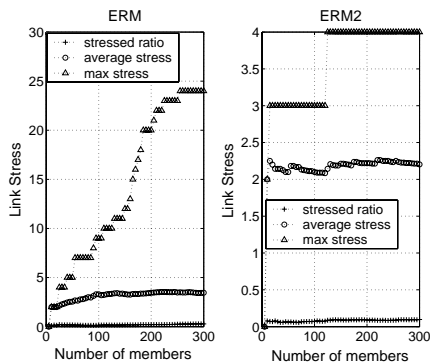 ERM
30
25
20
15
10
5
0
Link Stress
stressed ratio
average stress
max stress
0
100
200
300
Number of members
ERM2
4
3.5
3
2.5
2
1.5
1
0.5
0
Link Stress
stressed ratio
average stress
max stress
0
100
200
300
Number of members